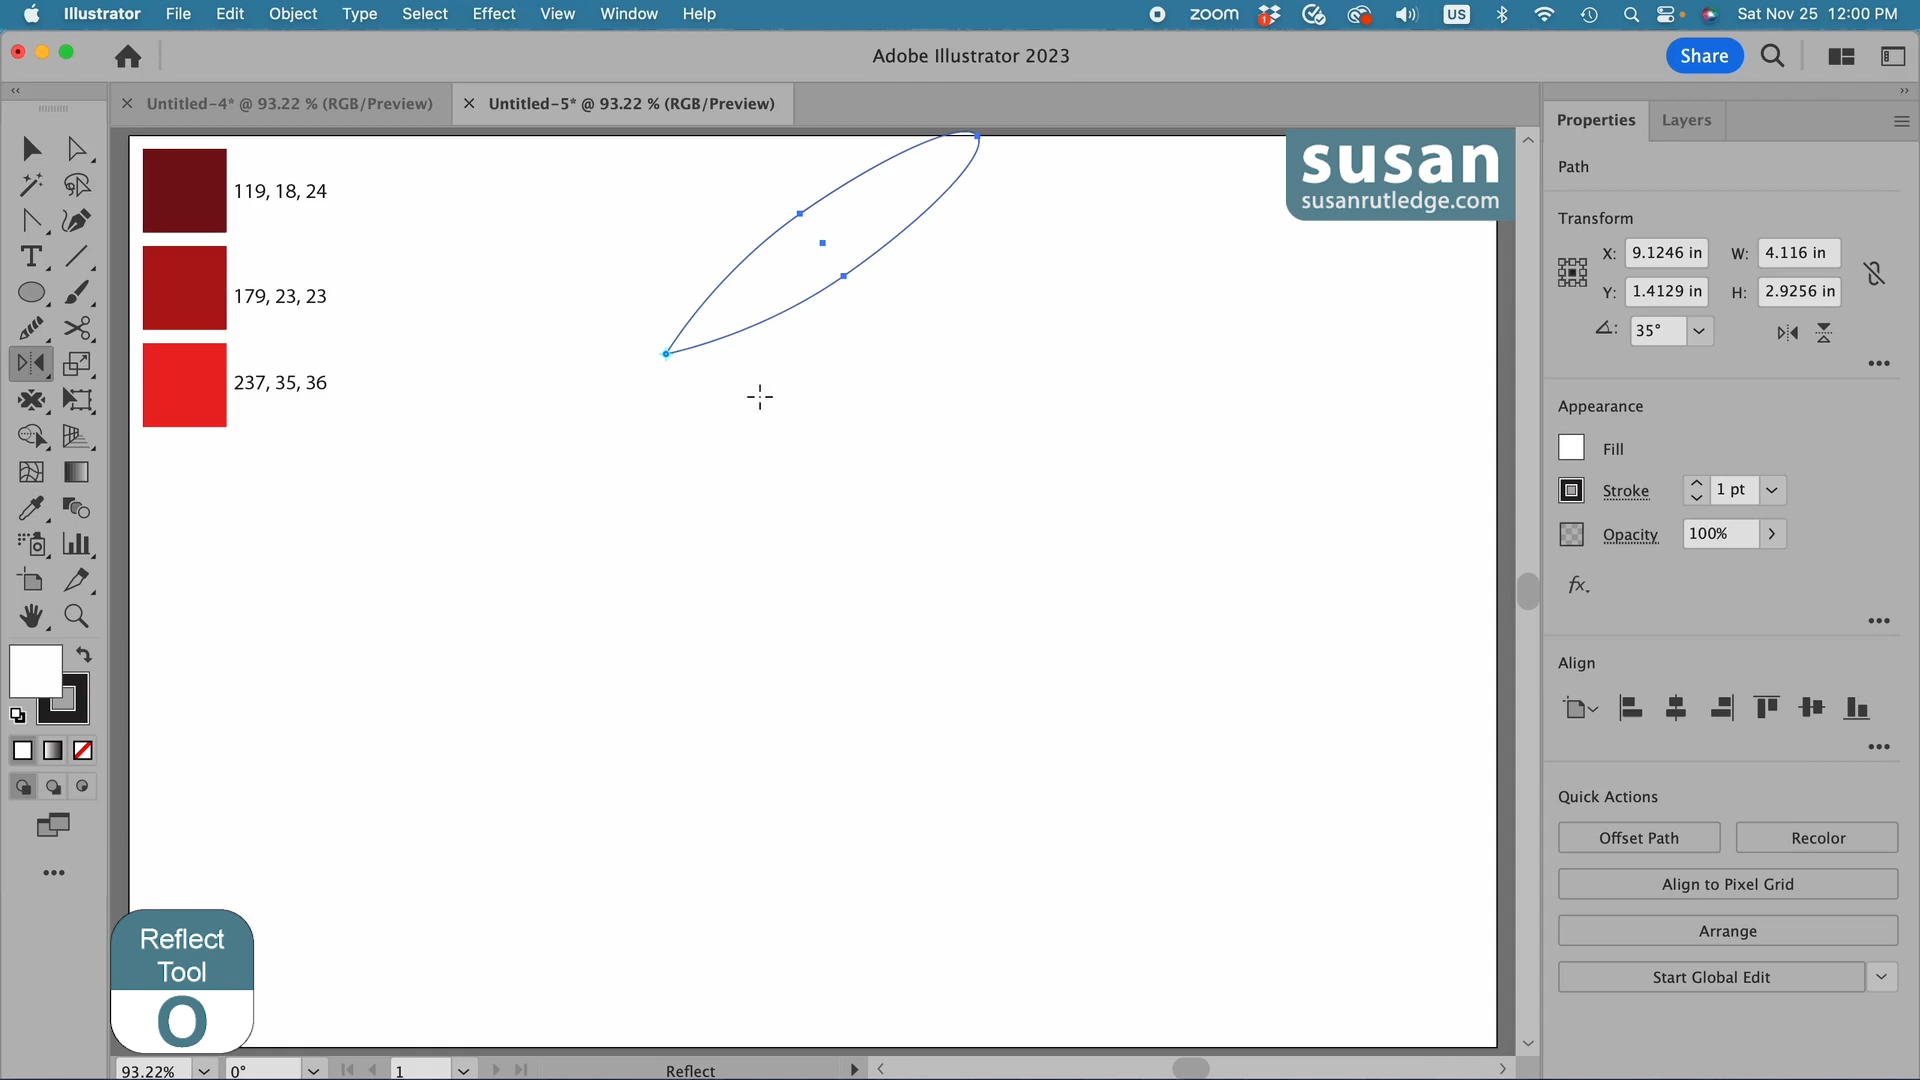 Illustrator File Edit Object Type Select Effect View Window Help zoom 1 US Sat Nov 25 12:00 PM
Adobe Illustrator 2023 Share
Untitled-4* @ 93.22 % (RGB/Preview) Untitled-5* @ 93.22 % (RGB/Preview)
Properties Layers
susan
susanrutledge.com
119, 18, 24
179, 23, 23
237, 35, 36
Path
Transform
X: 9.1246 in W: 4.116 in
Y: 1.4129 in H: 2.9256 in
35°
Appearance
Fill
Stroke 1 pt
Opacity 100%
fx.
Align
Quick Actions
Offset Path Recolor
Align to Pixel Grid
Arrange
Start Global Edit
Reflect
Tool
O
93.22% 0° 1 Reflect